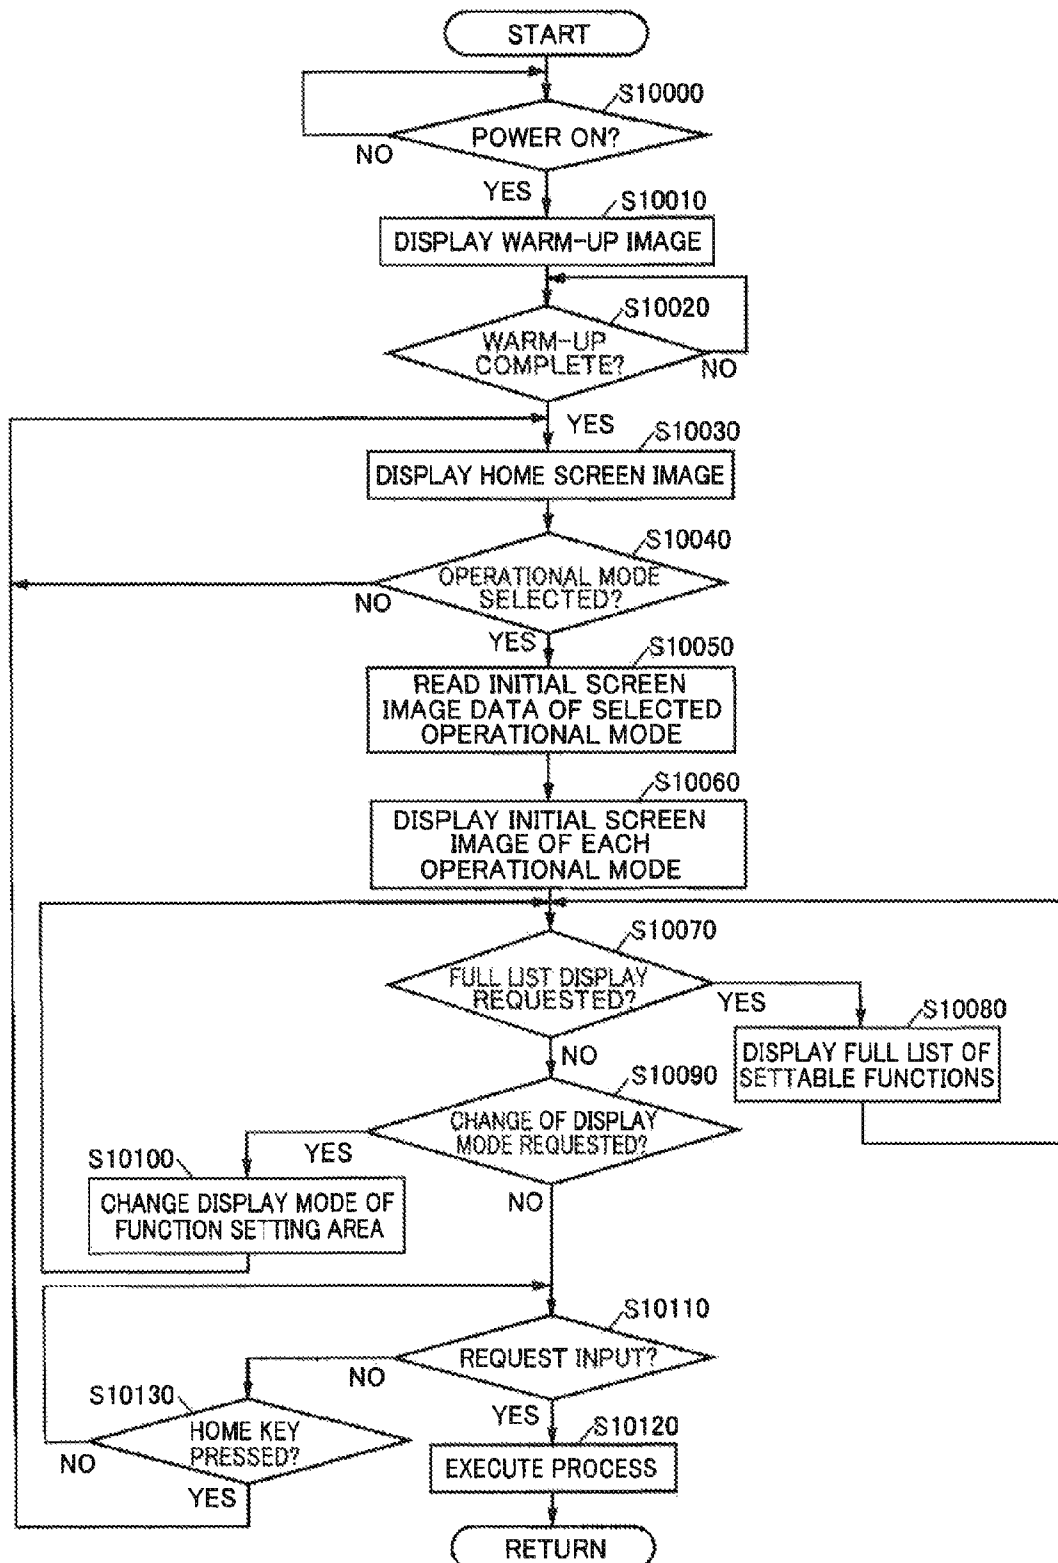 START
S10000
POWER ON?
NO
YES
S10010
DISPLAY WARM-UP IMAGE
S10020
WARM-UP
COMPLETE?
NO
YES
S10030
DISPLAY HOME SCREEN IMAGE
S10040
OPERATIONAL MODE
SELECTED?
NO
YES
S10050
READ INITIAL SCREEN
IMAGE DATA OF SELECTED
OPERATIONAL MODE
S10060
DISPLAY INITIAL SCREEN
IMAGE OF EACH
OPERATIONAL MODE
S10070
FULL LIST DISPLAY
REQUESTED?
YES
S10080
DISPLAY FULL LIST OF
SETTABLE FUNCTIONS
NO
S10090
CHANGE OF DISPLAY
MODE REQUESTED?
YES
S10100
CHANGE DISPLAY MODE OF
FUNCTION SETTING AREA
NO
S10110
REQUEST INPUT?
NO
S10130
HOME KEY
PRESSED?
NO
YES
YES
S10120
EXECUTE PROCESS
RETURN